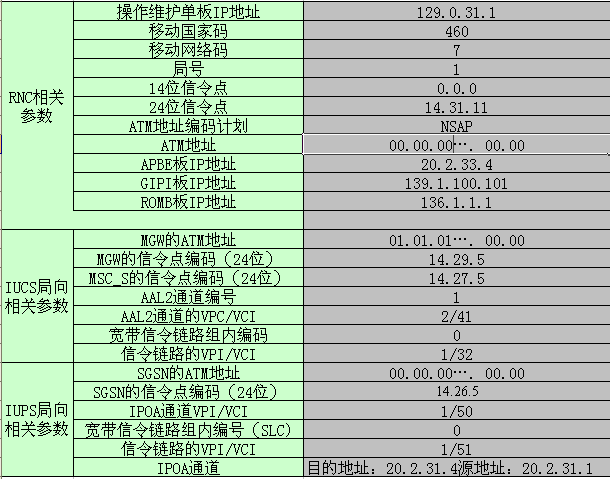 RNC相关参数
操作维护单板IP地址 129.0.31.1
移动国家码 460
移动网络码 7
局号 1
14位信令点 0.0.0
24位信令点 14.31.11
ATM地址编码计划 NSAP
ATM地址 00.00.00…. 00.00
APBE板IP地址 20.2.33.4
GIPI板IP地址 139.1.100.101
ROMB板IP地址 136.1.1.1
IUCS局向相关参数
MGW的ATM地址 01.01.01…. 00.00
MGW的信令点编码（24位） 14.29.5
MSC_S的信令点编码（24位） 14.27.5
AAL2通道编号 1
AAL2通道的VPC/VCI 2/41
宽带信令链路组内编码 0
信令链路的VPI/VCI 1/32
IUPS局向相关参数
SGSN的ATM地址 00.00.00…. 00.00
SGSN的信令点编码（24位） 14.26.5
IPOA通道VPI/VCI 1/50
宽带信令链路组内编号（SLC） 0
信令链路的VPI/VCI 1/51
IPOA通道 目的地址：20.2.31.4源地址：20.2.31.1